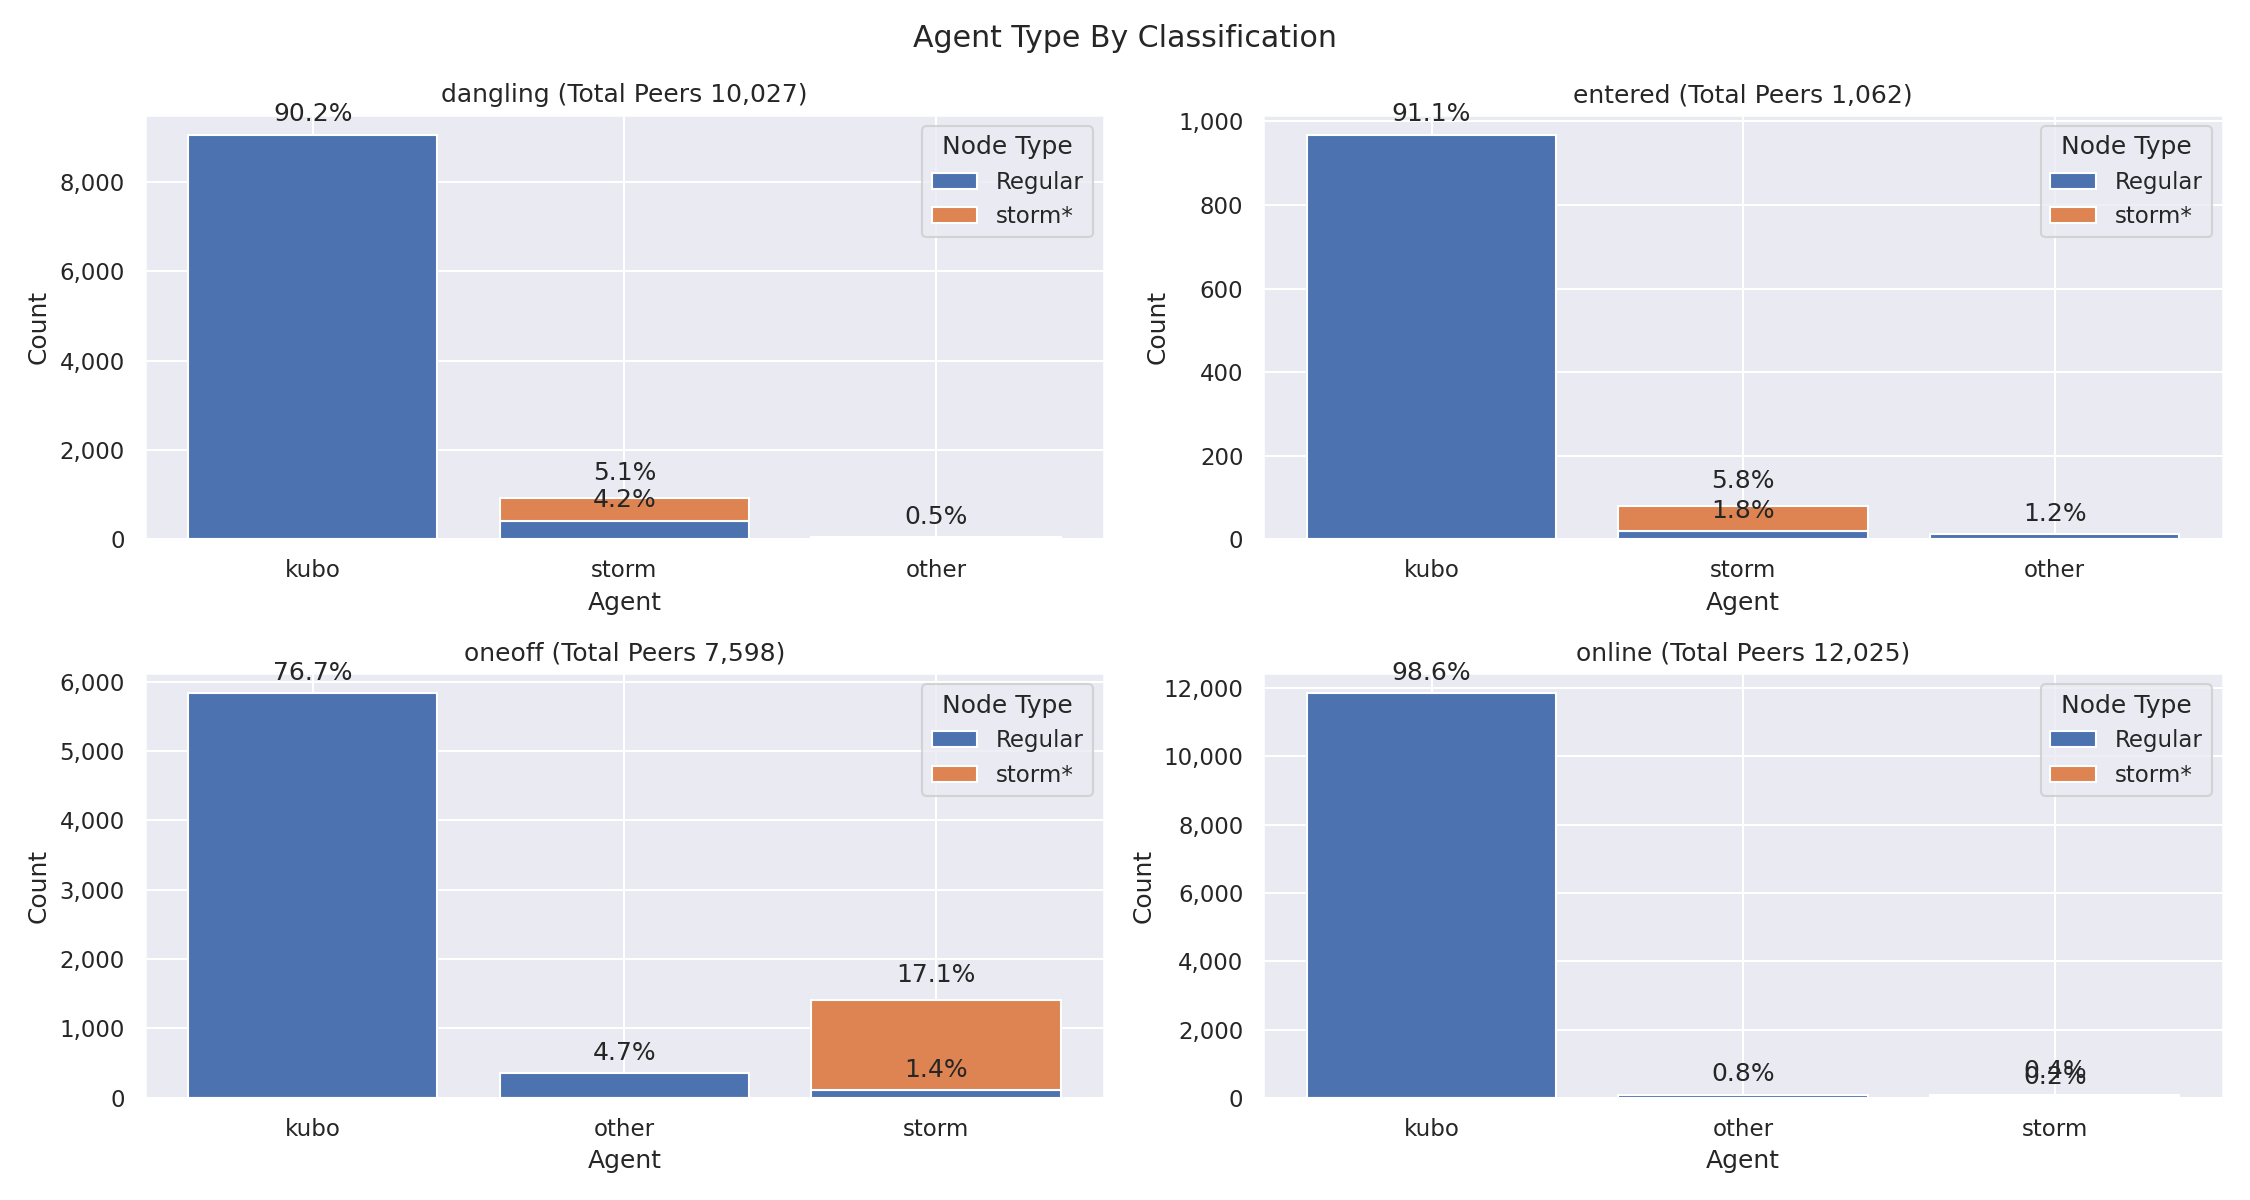 Agent Type By Classification
dangling (Total Peers 10,027)
90.2%
Node Type
Regular
storm*
8,000
6,000
4,000
2,000
0
Count
5.1%
4.2%
0.5%
kubo
storm
other
Agent
entered (Total Peers 1,062)
91.1%
Node Type
Regular
storm*
1,000
800
600
400
200
0
Count
5.8%
1.8%
1.2%
kubo
storm
other
Agent
oneoff (Total Peers 7,598)
76.7%
Node Type
Regular
storm*
6,000
5,000
4,000
3,000
2,000
1,000
0
Count
4.7%
17.1%
1.4%
kubo
other
storm
Agent
online (Total Peers 12,025)
98.6%
Node Type
Regular
storm*
12,000
10,000
8,000
6,000
4,000
2,000
0
Count
0.8%
0.4%
0.2%
kubo
other
storm
Agent